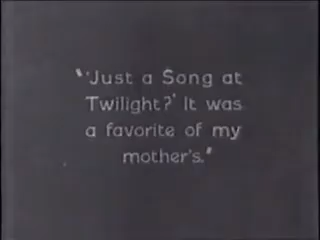 "'Just a Song at
Twilight?' It was
a favorite of my
mother's."